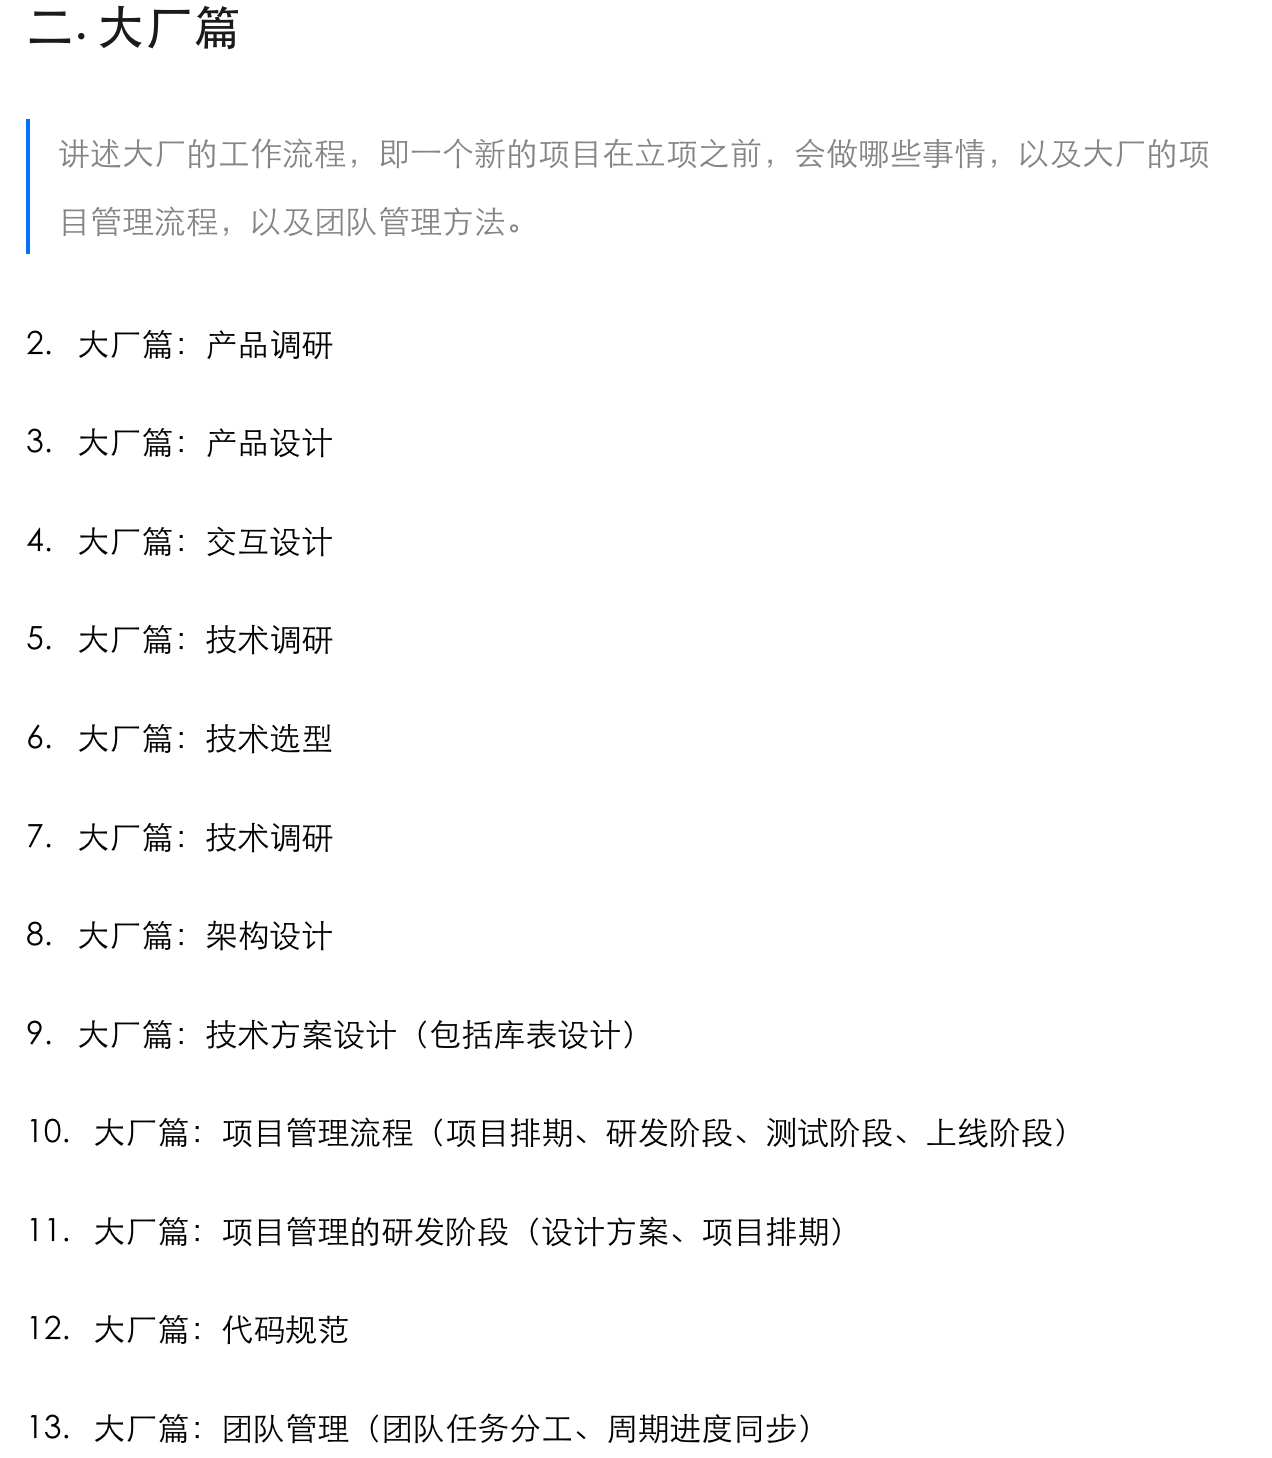 二. 大厂篇
讲述大厂的工作流程，即一个新的项目在立项之前，会做哪些事情，以及大厂的项
目管理流程，以及团队管理方法。
2. 大厂篇：产品调研
3. 大厂篇：产品设计
4. 大厂篇：交互设计
5. 大厂篇：技术调研
6. 大厂篇：技术选型
7. 大厂篇：技术调研
8. 大厂篇：架构设计
9. 大厂篇：技术方案设计（包括库表设计）
10. 大厂篇：项目管理流程（项目排期、研发阶段、测试阶段、上线阶段）
11. 大厂篇：项目管理的研发阶段（设计方案、项目排期）
12. 大厂篇：代码规范
13. 大厂篇：团队管理（团队任务分工、周期进度同步）